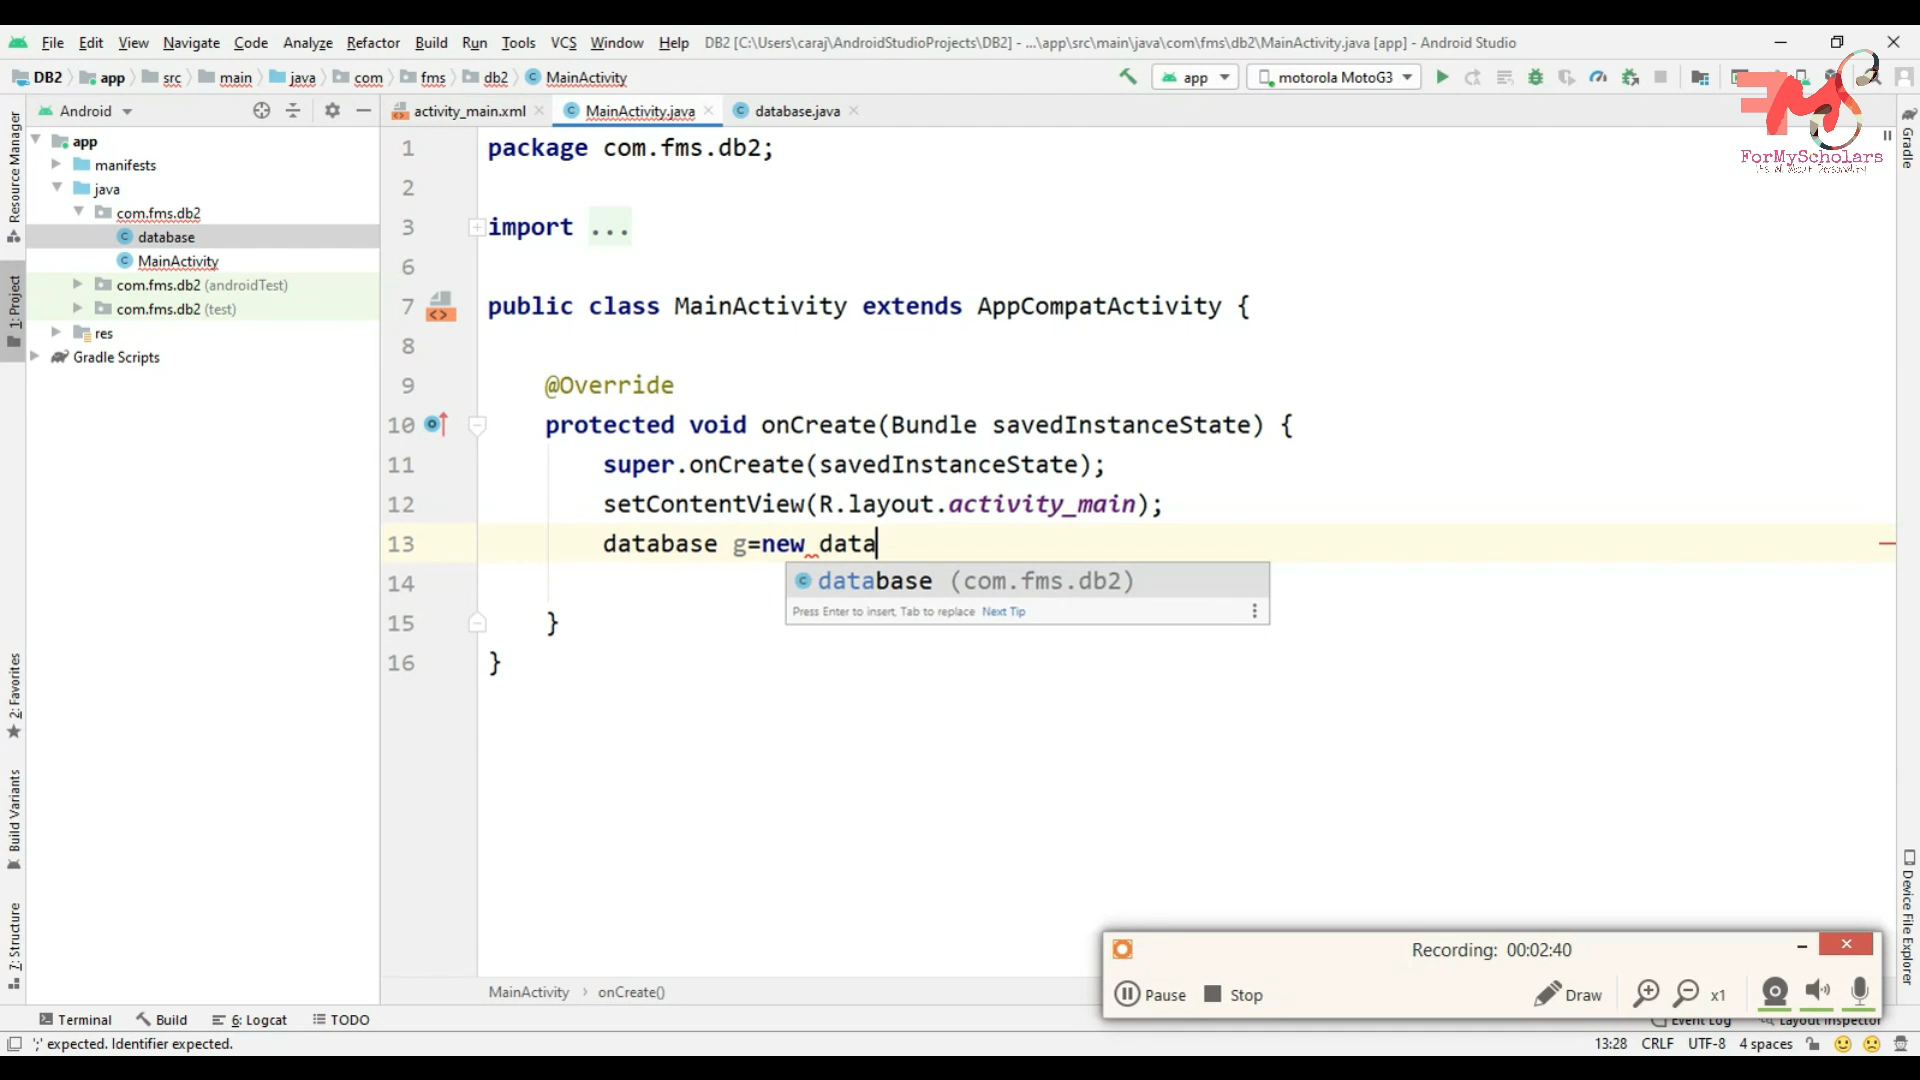 File Edit View Navigate Code Analyze Refactor Build Run Tools VCS Window Help DB2 [C:\Users\caraj\AndroidStudioProjects\DB2] - ...\app\src\main\java\com\fms\db2\MainActivity.java [app] - Android Studio
DB2 app src main java com fms db2 MainActivity app motorola MotoG3
Android activity_main.xml MainActivity.java database.java
ForMyScholars
app
manifests
java
com.fms.db2
database
MainActivity
com.fms.db2 (androidTest)
com.fms.db2 (test)
res
Gradle Scripts
Resource Manager
1: Project
2: Favorites
Build Variants
7: Structure
1 package com.fms.db2;
2
3 import ...
6
7 public class MainActivity extends AppCompatActivity {
8
9 @Override
10 protected void onCreate(Bundle savedInstanceState) {
11 super.onCreate(savedInstanceState);
12 setContentView(R.layout.activity_main);
13 database g=new data
database (com.fms.db2)
Press Enter to insert, Tab to replace Next Tip
14
15 }
16 }
Gradle
Device File Explorer
Recording: 00:02:40
Pause Stop Draw x1
MainActivity onCreate()
Terminal Build 6: Logcat TODO Event Log Layout Inspector
';' expected. Identifier expected. 13:28 CRLF UTF-8 4 spaces